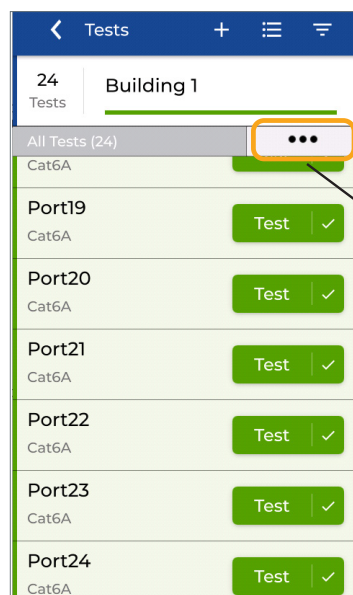 Tests
24
Tests
Building 1
All Tests (24)
Cat6A
Port19
Cat6A
Test
Port20
Cat6A
Test
Port21
Cat6A
Test
Port22
Cat6A
Test
Port23
Cat6A
Test
Port24
Cat6A
Test